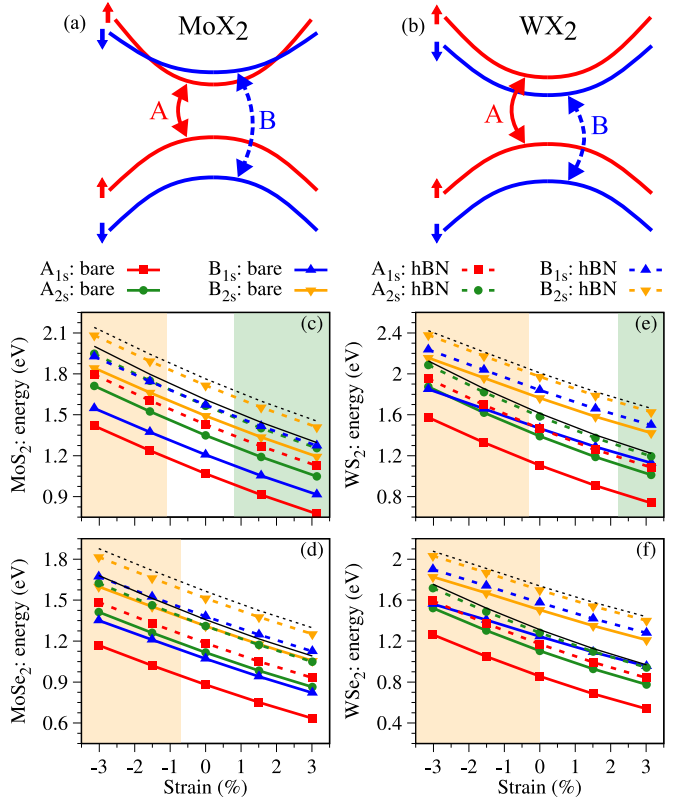 (a) MoX2
A
B
(b) WX2
A
B
A1s: bare
B1s: bare
A1s: hBN
B1s: hBN
A2s: bare
B2s: bare
A2s: hBN
B2s: hBN
(c)
MoS2: energy (eV)
2.1
1.8
1.5
1.2
0.9
(e)
WS2: energy (eV)
2.4
2
1.6
1.2
0.8
(d)
MoSe2: energy (eV)
1.8
1.5
1.2
0.9
0.6
-3 -2 -1 0 1 2 3
Strain (%)
(f)
WSe2: energy (eV)
2
1.6
1.2
0.8
0.4
-3 -2 -1 0 1 2 3
Strain (%)